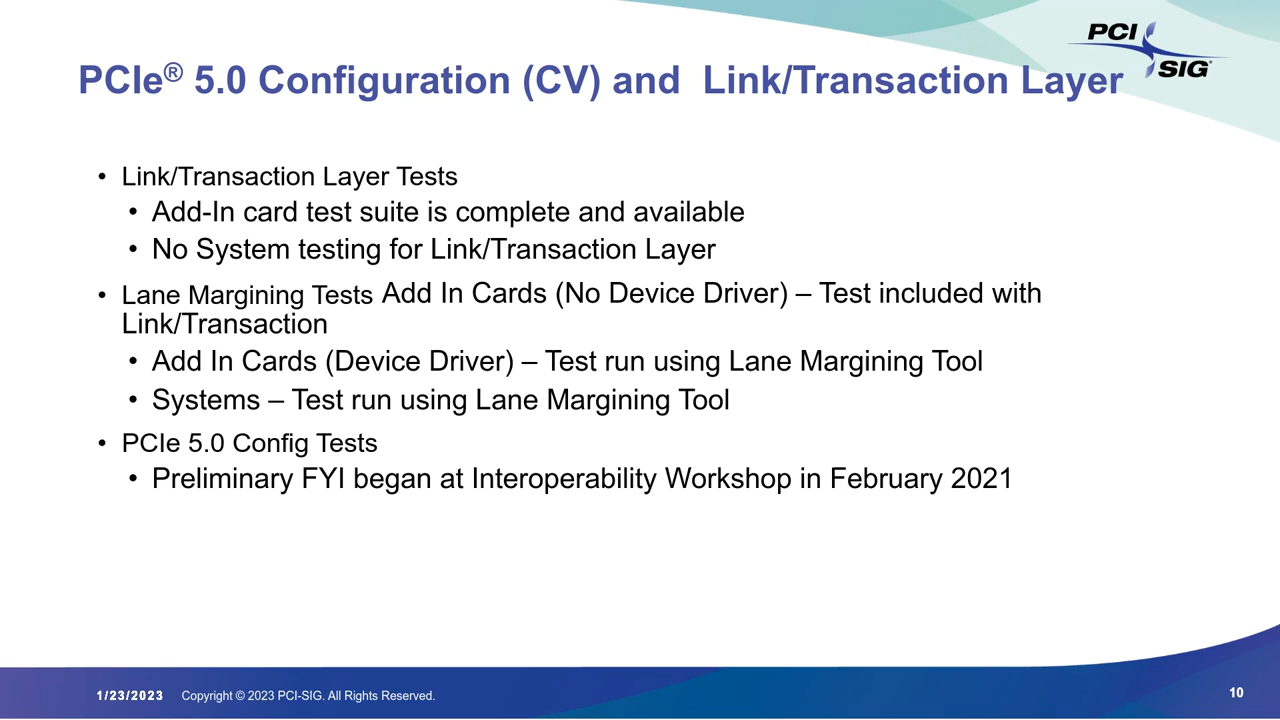 PCI
SIG
PCIe® 5.0 Configuration (CV) and Link/Transaction Layer
• Link/Transaction Layer Tests
• Add-In card test suite is complete and available
• No System testing for Link/Transaction Layer
• Lane Margining Tests Add In Cards (No Device Driver) – Test included with
Link/Transaction
• Add In Cards (Device Driver) – Test run using Lane Margining Tool
• Systems – Test run using Lane Margining Tool
• PCIe 5.0 Config Tests
• Preliminary FYI began at Interoperability Workshop in February 2021
1/23/2023 Copyright © 2023 PCI-SIG. All Rights Reserved. 10